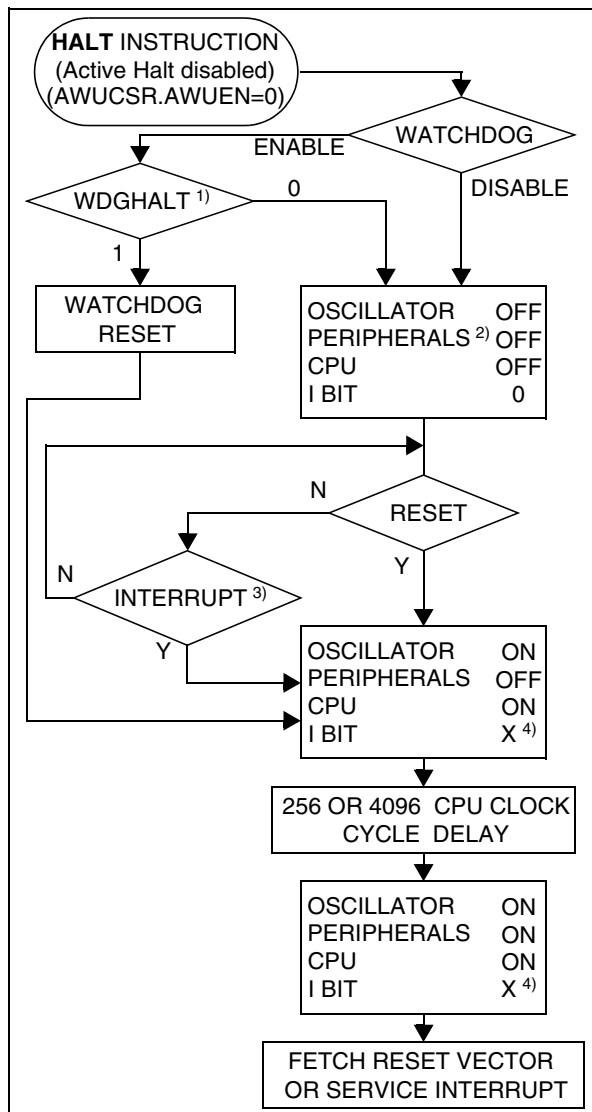 HALT INSTRUCTION
(Active Halt disabled)
(AWUCSR.AWUEN=0)
WATCHDOG
ENABLE
DISABLE
WDGHALT 1)
0
1
WATCHDOG
RESET
OSCILLATOR OFF
PERIPHERALS 2) OFF
CPU OFF
I BIT 0
N
RESET
Y
N
INTERRUPT 3)
Y
OSCILLATOR ON
PERIPHERALS OFF
CPU ON
I BIT X 4)
256 OR 4096 CPU CLOCK
CYCLE DELAY
OSCILLATOR ON
PERIPHERALS ON
CPU ON
I BIT X 4)
FETCH RESET VECTOR
OR SERVICE INTERRUPT